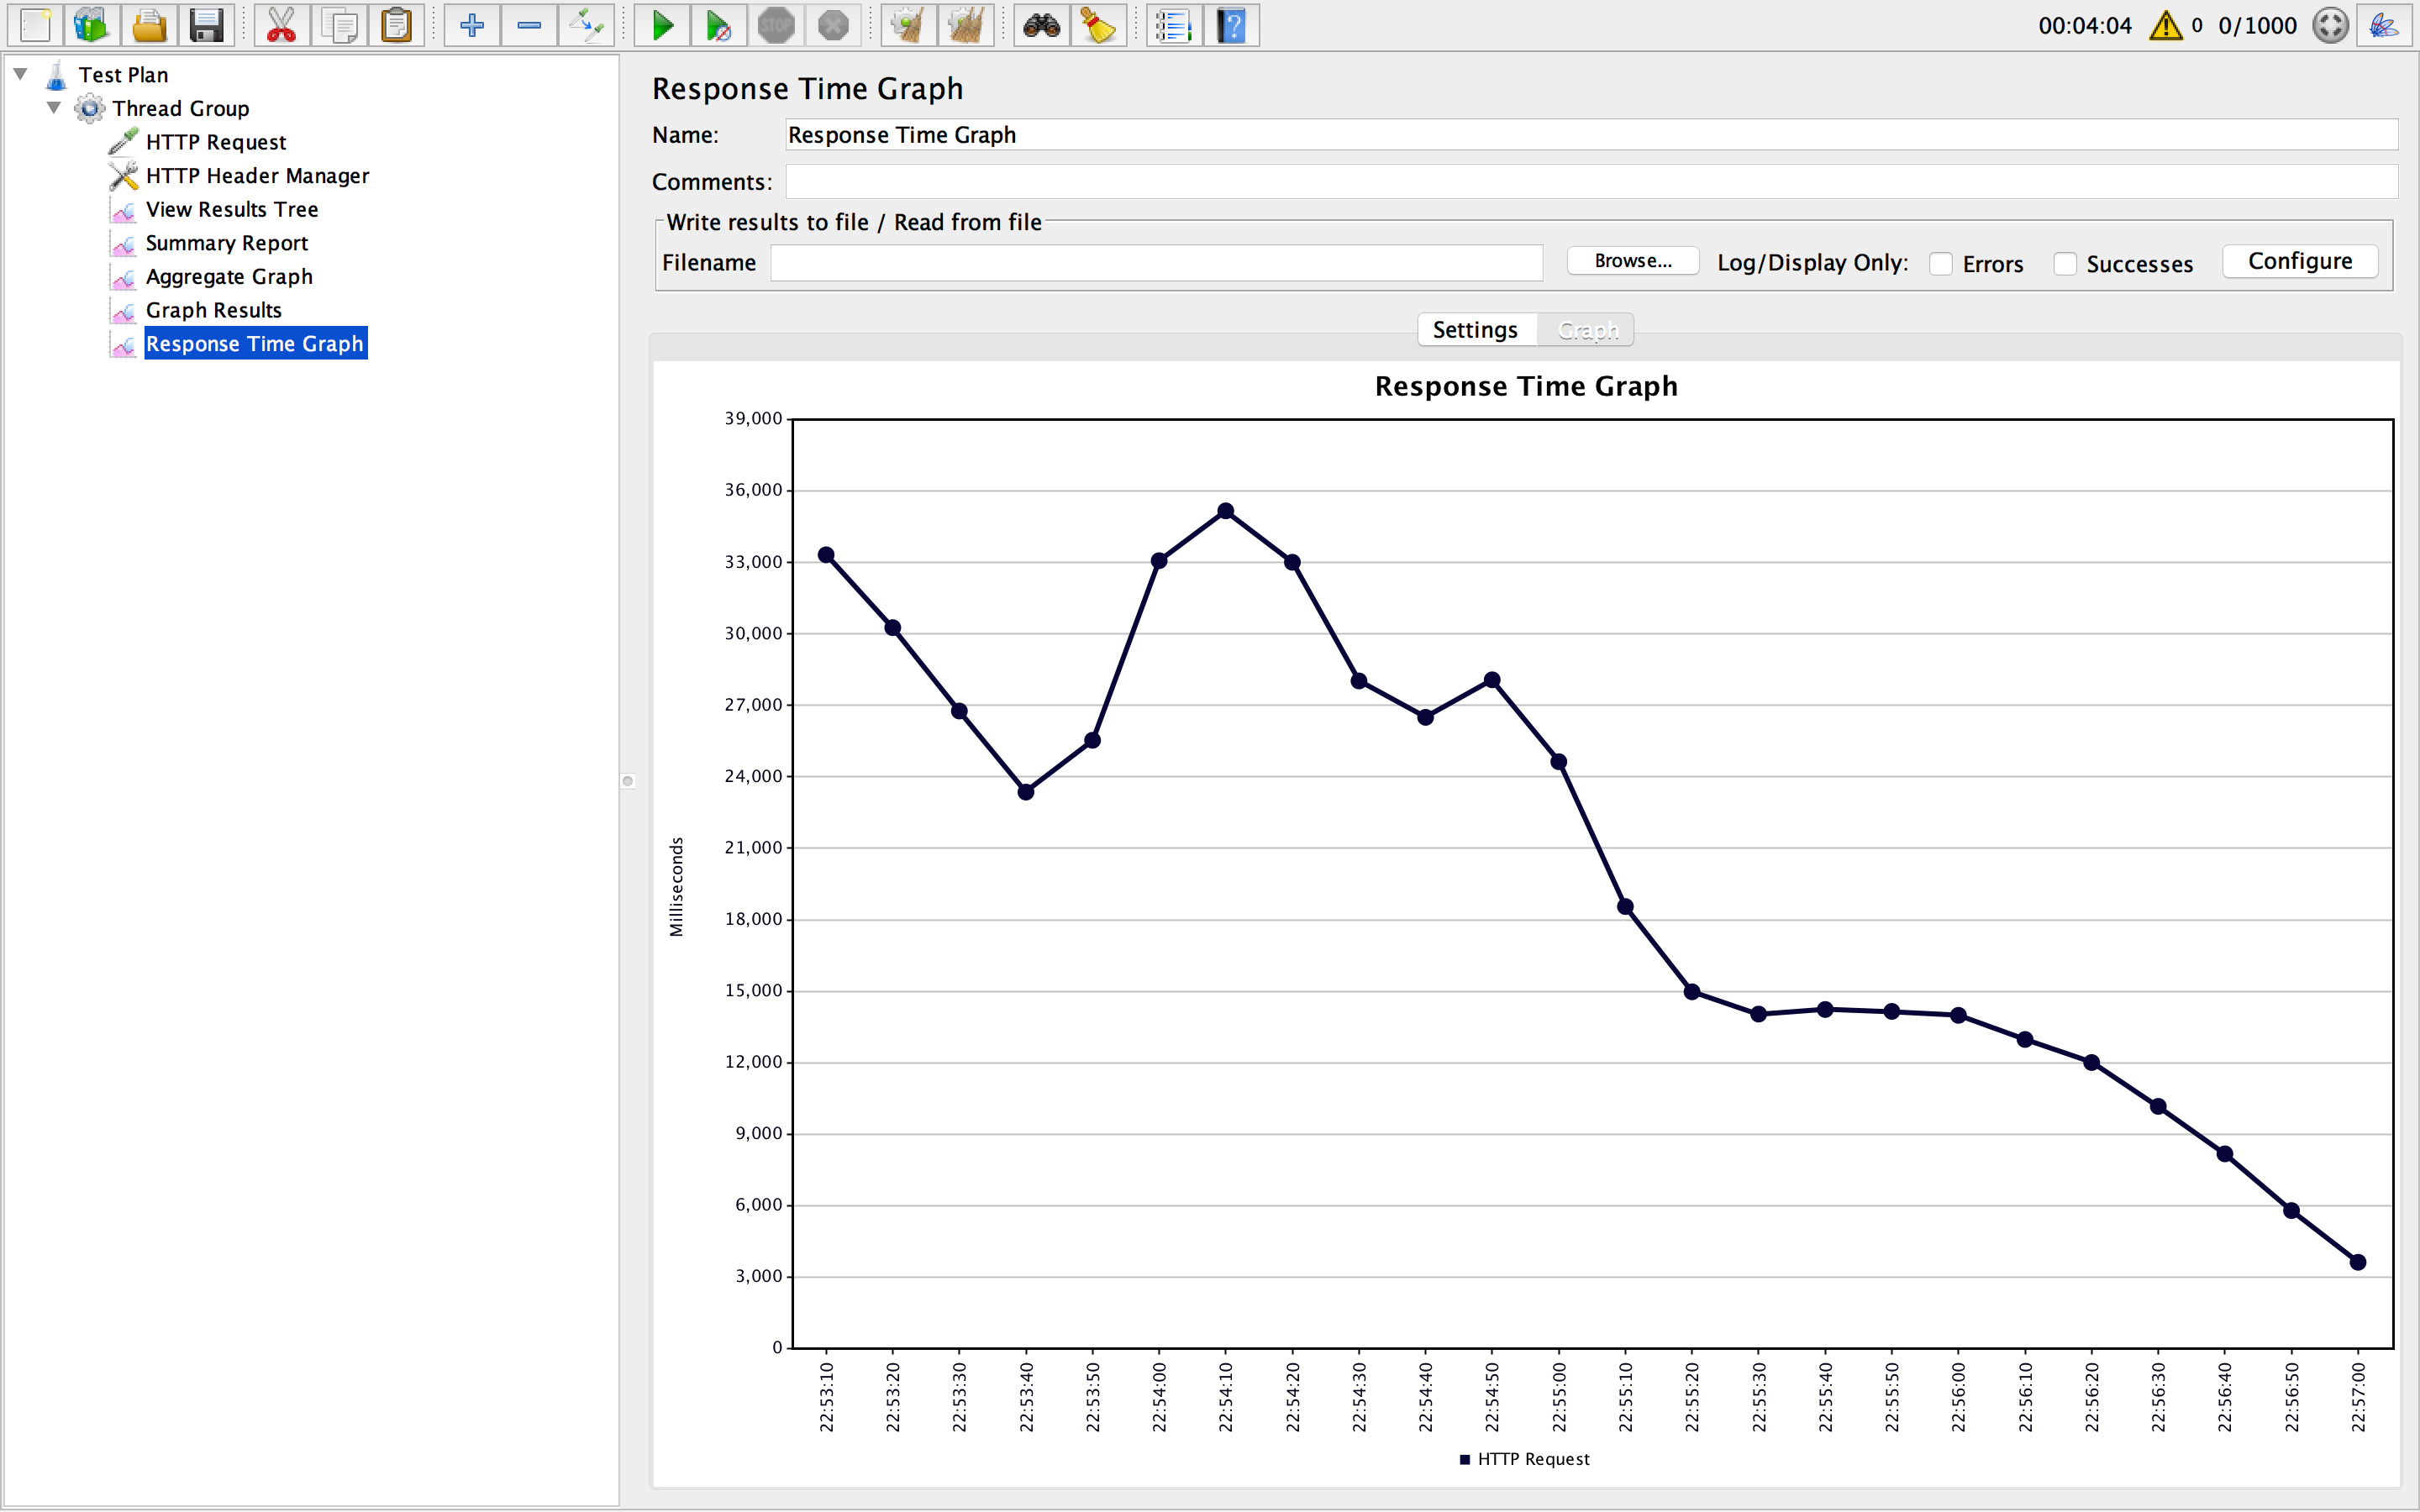 STOP
00:04:04 0 0/1000
Test Plan
Thread Group
HTTP Request
HTTP Header Manager
View Results Tree
Summary Report
Aggregate Graph
Graph Results
Response Time Graph
Response Time Graph
Name: Response Time Graph
Comments:
Write results to file / Read from file
Filename Browse... Log/Display Only: Errors Successes Configure
Settings Graph
Response Time Graph
39,000
36,000
33,000
30,000
27,000
24,000
21,000
18,000
15,000
12,000
9,000
6,000
3,000
0
Milliseconds
22:53:10
22:53:20
22:53:30
22:53:40
22:53:50
22:54:00
22:54:10
22:54:20
22:54:30
22:54:40
22:54:50
22:55:00
22:55:10
22:55:20
22:55:30
22:55:40
22:55:50
22:56:00
22:56:10
22:56:20
22:56:30
22:56:40
22:56:50
22:57:00
HTTP Request